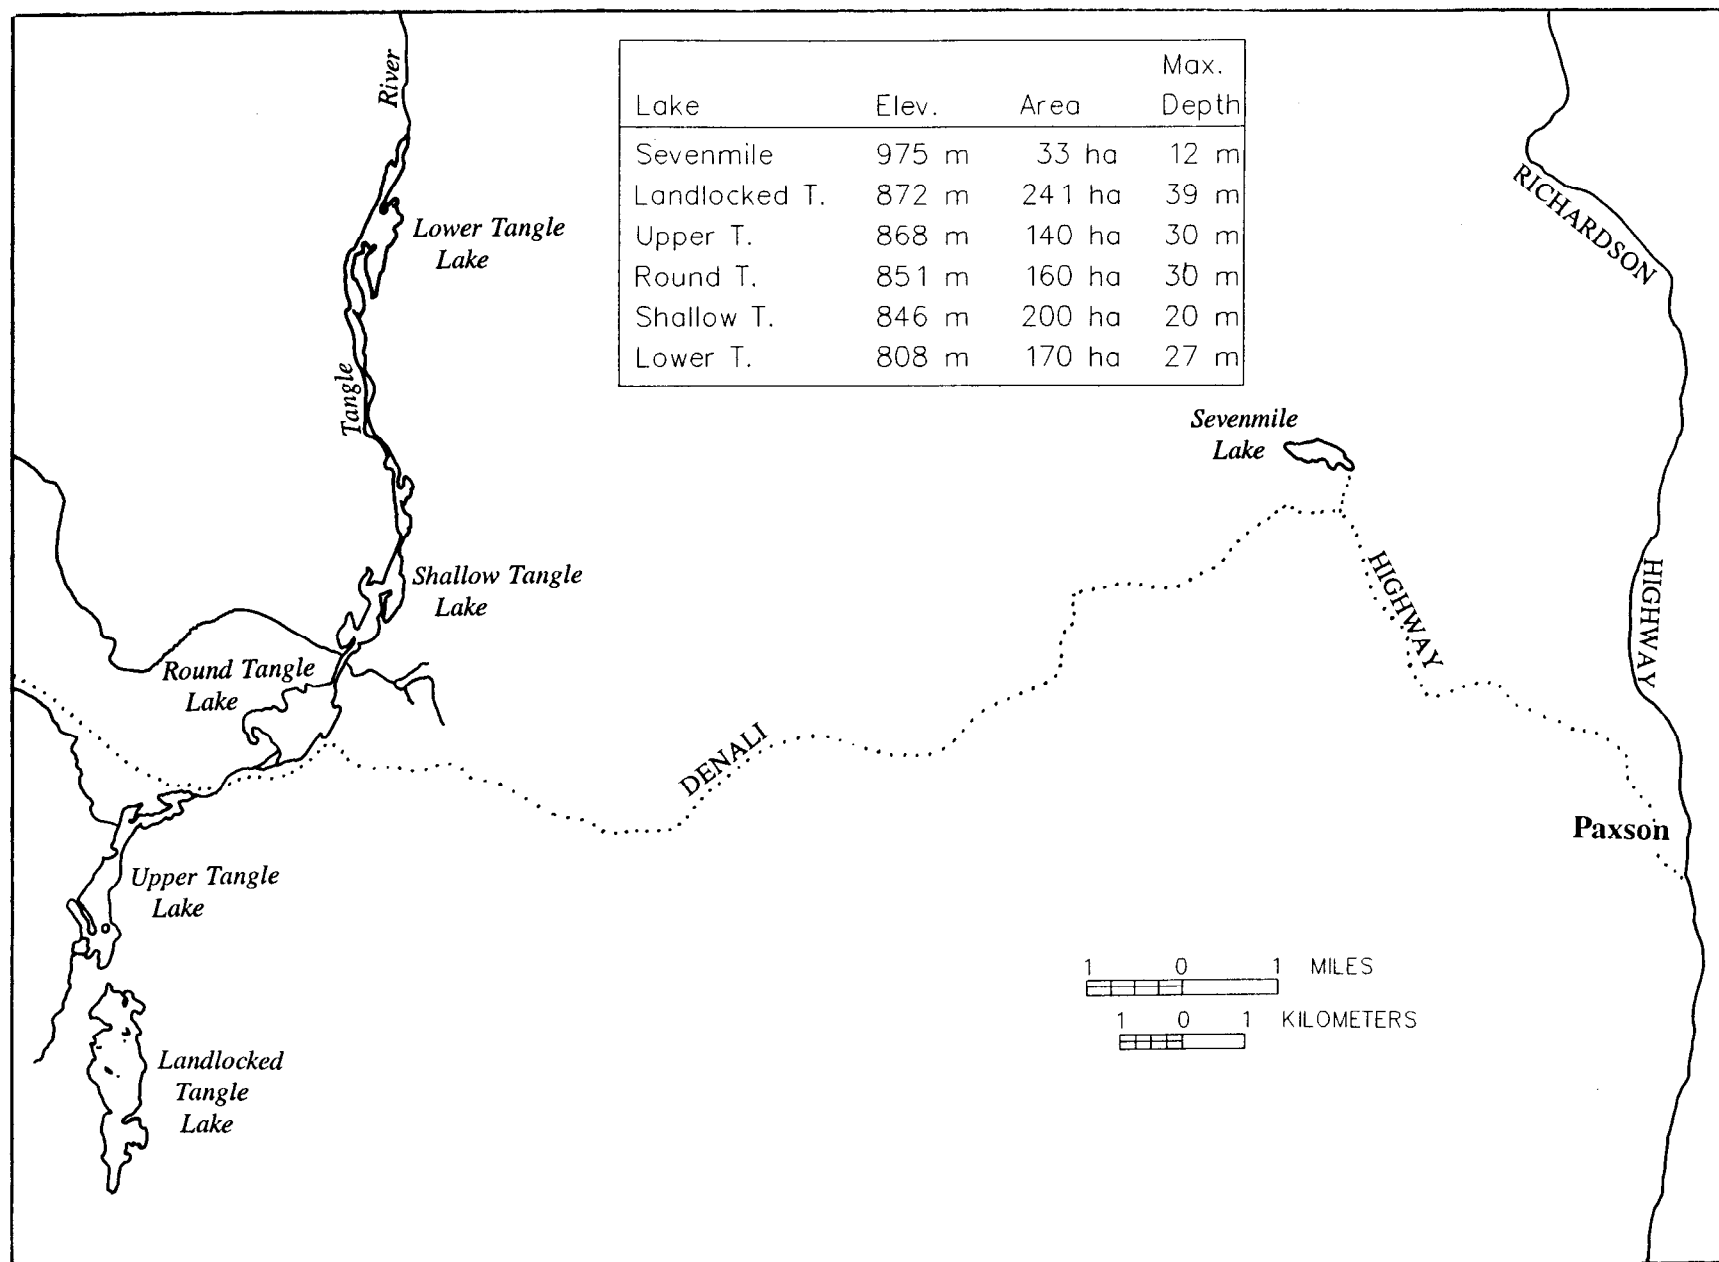 River
Max.
Lake Elev. Area Depth
Sevenmile 975 m 33 ha 12 m
Landlocked T. 872 m 241 ha 39 m
Upper T. 868 m 140 ha 30 m
Round T. 851 m 160 ha 30 m
Shallow T. 846 m 200 ha 20 m
Lower T. 808 m 170 ha 27 m
RICHARDSON
Lower Tangle
Lake
Tangle
Sevenmile
Lake
HIGHWAY
HIGHWAY
Shallow Tangle
Lake
Round Tangle
Lake
DENALI
Paxson
Upper Tangle
Lake
1 0 1 MILES
1 0 1 KILOMETERS
Landlocked
Tangle
Lake